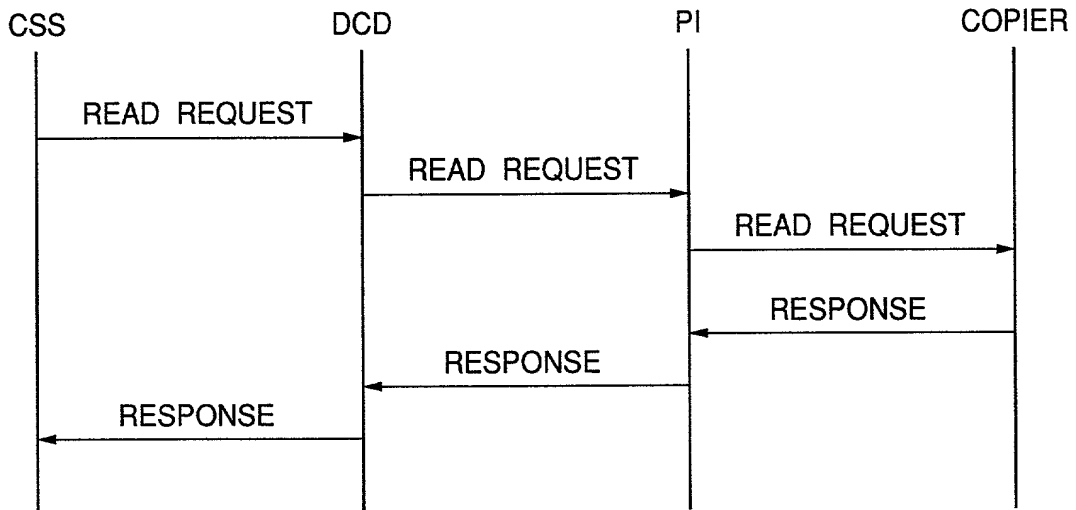 CSS DCD PI COPIER
READ REQUEST
READ REQUEST
READ REQUEST
RESPONSE
RESPONSE
RESPONSE